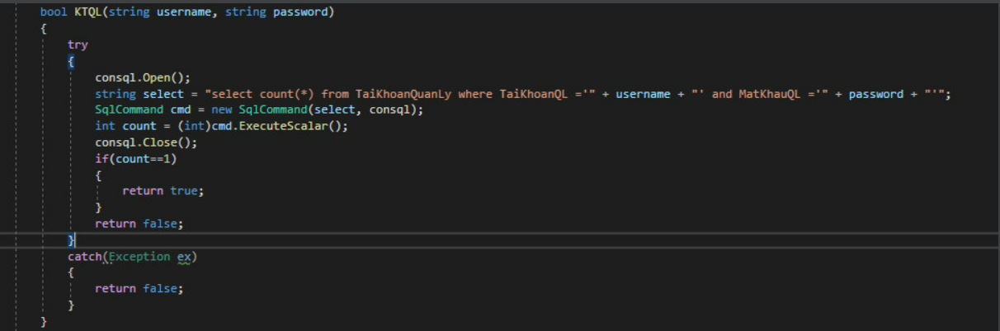 bool KTQL(string username, string password)
{
try
{
consql.Open();
string select = "select count(*) from TaiKhoanQuanLy where TaiKhoanQL ='" + username + "' and MatKhauQL ='" + password + "'";
SqlCommand cmd = new SqlCommand(select, consql);
int count = (int)cmd.ExecuteScalar();
consql.Close();
if(count==1)
{
return true;
}
return false;
}
catch(Exception ex)
{
return false;
}
}